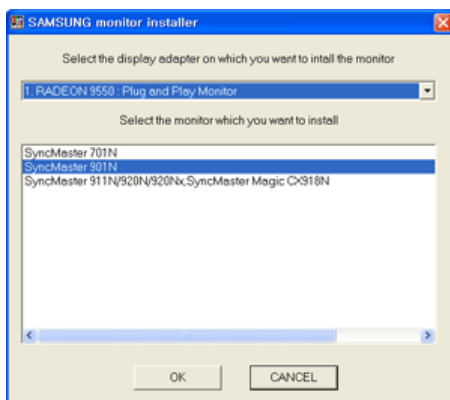 SAMSUNG monitor installer
Select the display adapter on which you want to intall the monitor
1. RADEON 9550 : Plug and Play Monitor
Select the monitor which you want to install
SyncMaster 701N
SyncMaster 901N
SyncMaster 911N/920N/920Nx,SyncMaster Magic CX918N
OK
CANCEL